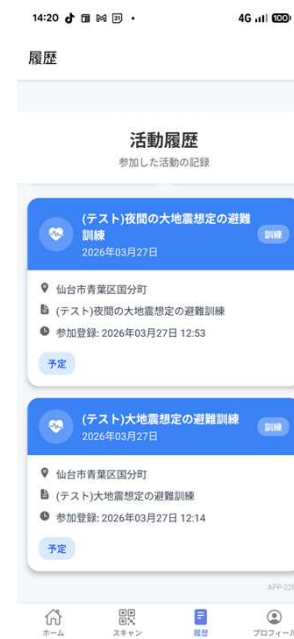 14:20
4G 100
履歴
活動履歴
参加した活動の記録
(テスト)夜間の大地震想定の避難
訓練
訓練
2026年03月27日
仙台市青葉区国分町
(テスト)夜間の大地震想定の避難訓練
参加登録: 2026年03月27日 12:53
予定
(テスト)大地震想定の避難訓練
訓練
2026年03月27日
仙台市青葉区国分町
(テスト)大地震想定の避難訓練
参加登録: 2026年03月27日 12:14
予定
ホーム
スキャン
履歴
プロフィール